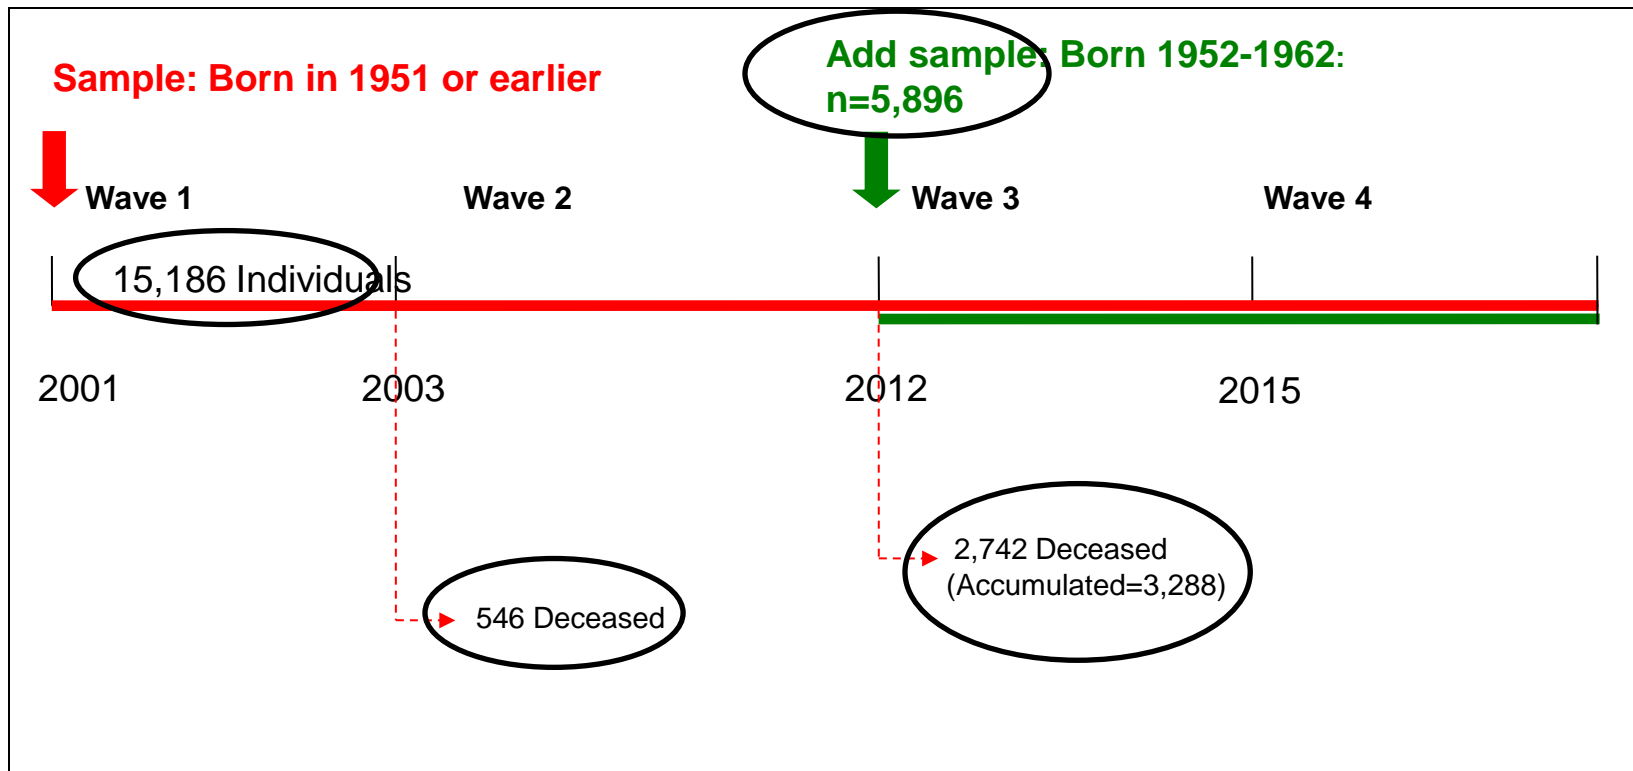 Sample: Born in 1951 or earlier
Add sample: Born 1952-1962:
n=5,896
Wave 1
Wave 2
Wave 3
Wave 4
15,186 Individuals
2001
2003
2012
2015
2,742 Deceased
(Accumulated=3,288)
546 Deceased